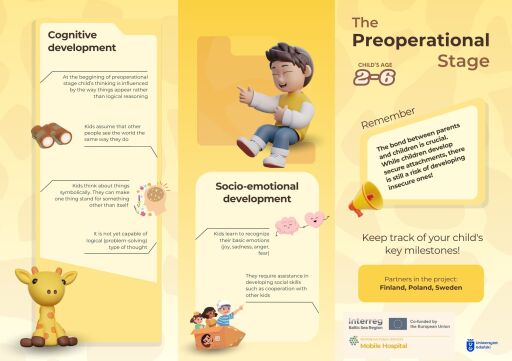 Cognitive
development
At the beggining of preoperational
stage child's thinking is influenced
by the way things appear rather
than logical reasoning
Kids assume that other
people see the world the
same way they do
Kids think about things
symbolically. They can make
one thing stand for something
other than itself
It is not yet capable of
logical (problem-solving)
type of thought
Socio-emotional
development
Kids learn to recognize
their basic emotions
(joy, sadness, anger,
fear)
They require assistance in
developing social skills
such as cooperation with
other kids
The
Preoperational
Stage
CHILD'S AGE
2-6
Remember
The bond between parents
and children is crucial.
While children develop
secure attachments, there
is still a risk of developing
insecure ones!
Keep track of your child's
key milestones!
Partners in the project:
Finland, Poland, Sweden
Interreg
Baltic Sea Region
Co-funded by
the European Union
Mobile Hospital
Uniwersytet
Gdański